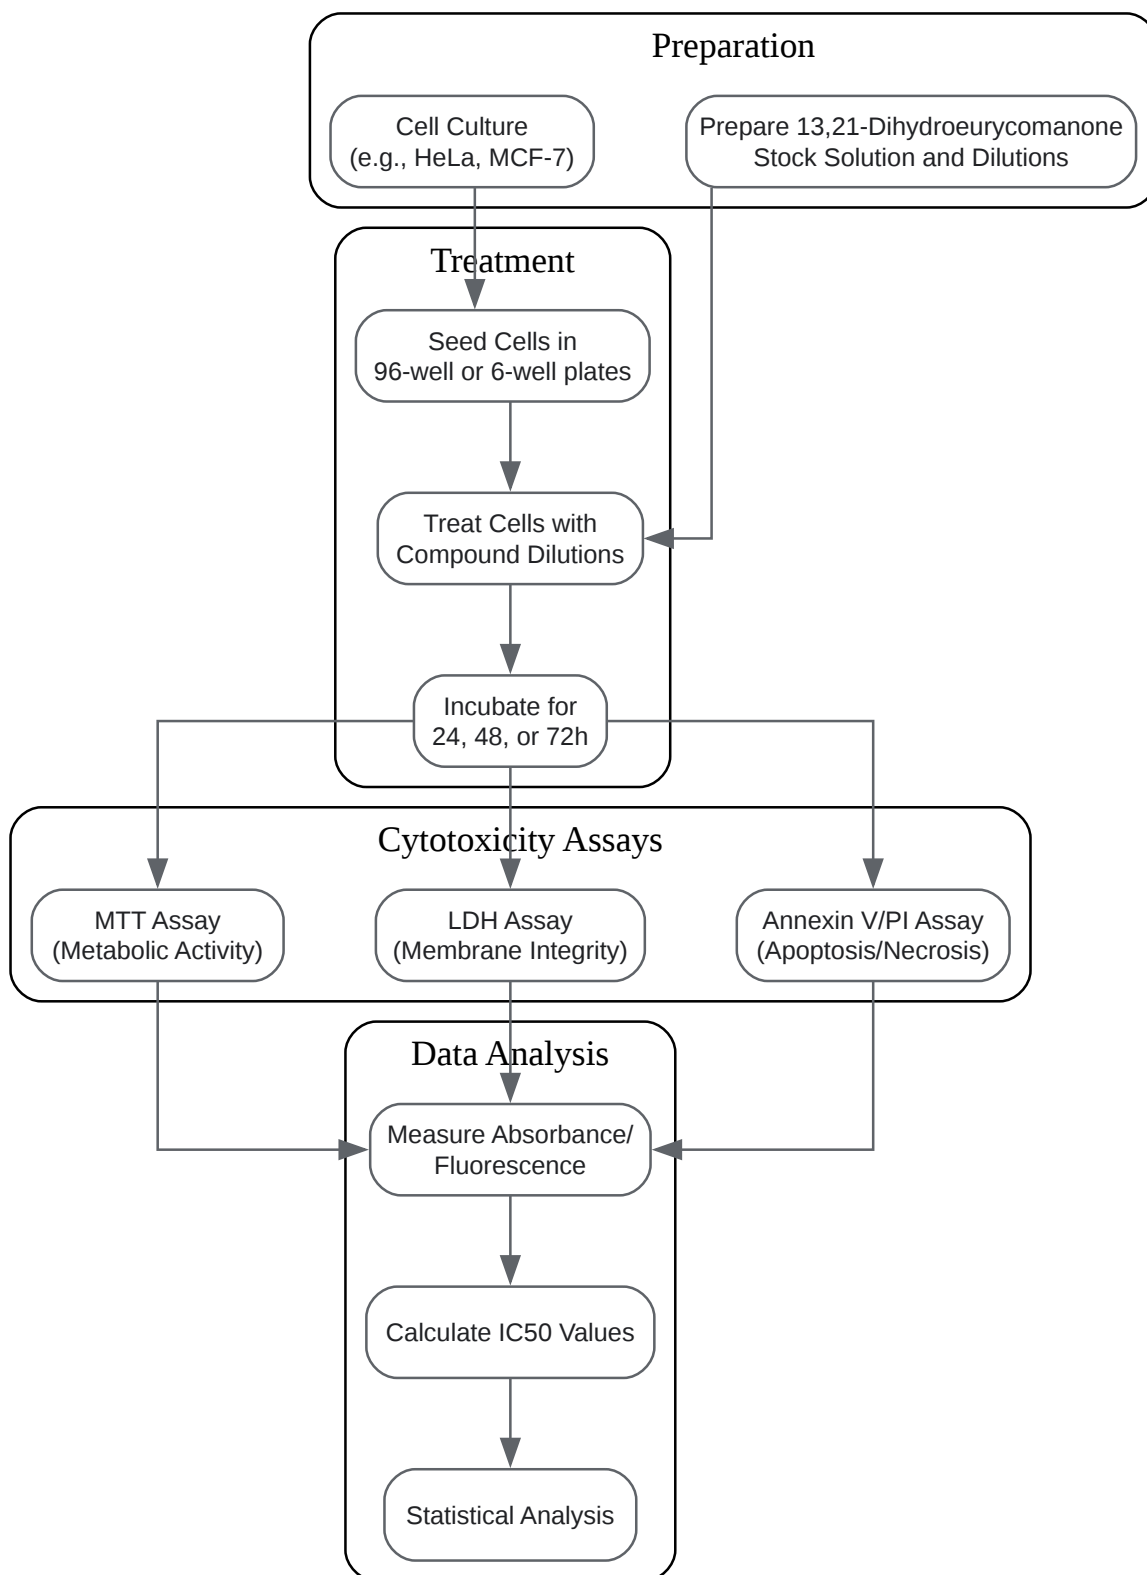 Preparation
Cell Culture
(e.g., HeLa, MCF-7)
Prepare 13,21-Dihydroeurycomanone
Stock Solution and Dilutions
Treatment
Seed Cells in
96-well or 6-well plates
Treat Cells with
Compound Dilutions
Incubate for
24, 48, or 72h
Cytotoxicity Assays
MTT Assay
(Metabolic Activity)
LDH Assay
(Membrane Integrity)
Annexin V/PI Assay
(Apoptosis/Necrosis)
Data Analysis
Measure Absorbance/
Fluorescence
Calculate IC50 Values
Statistical Analysis